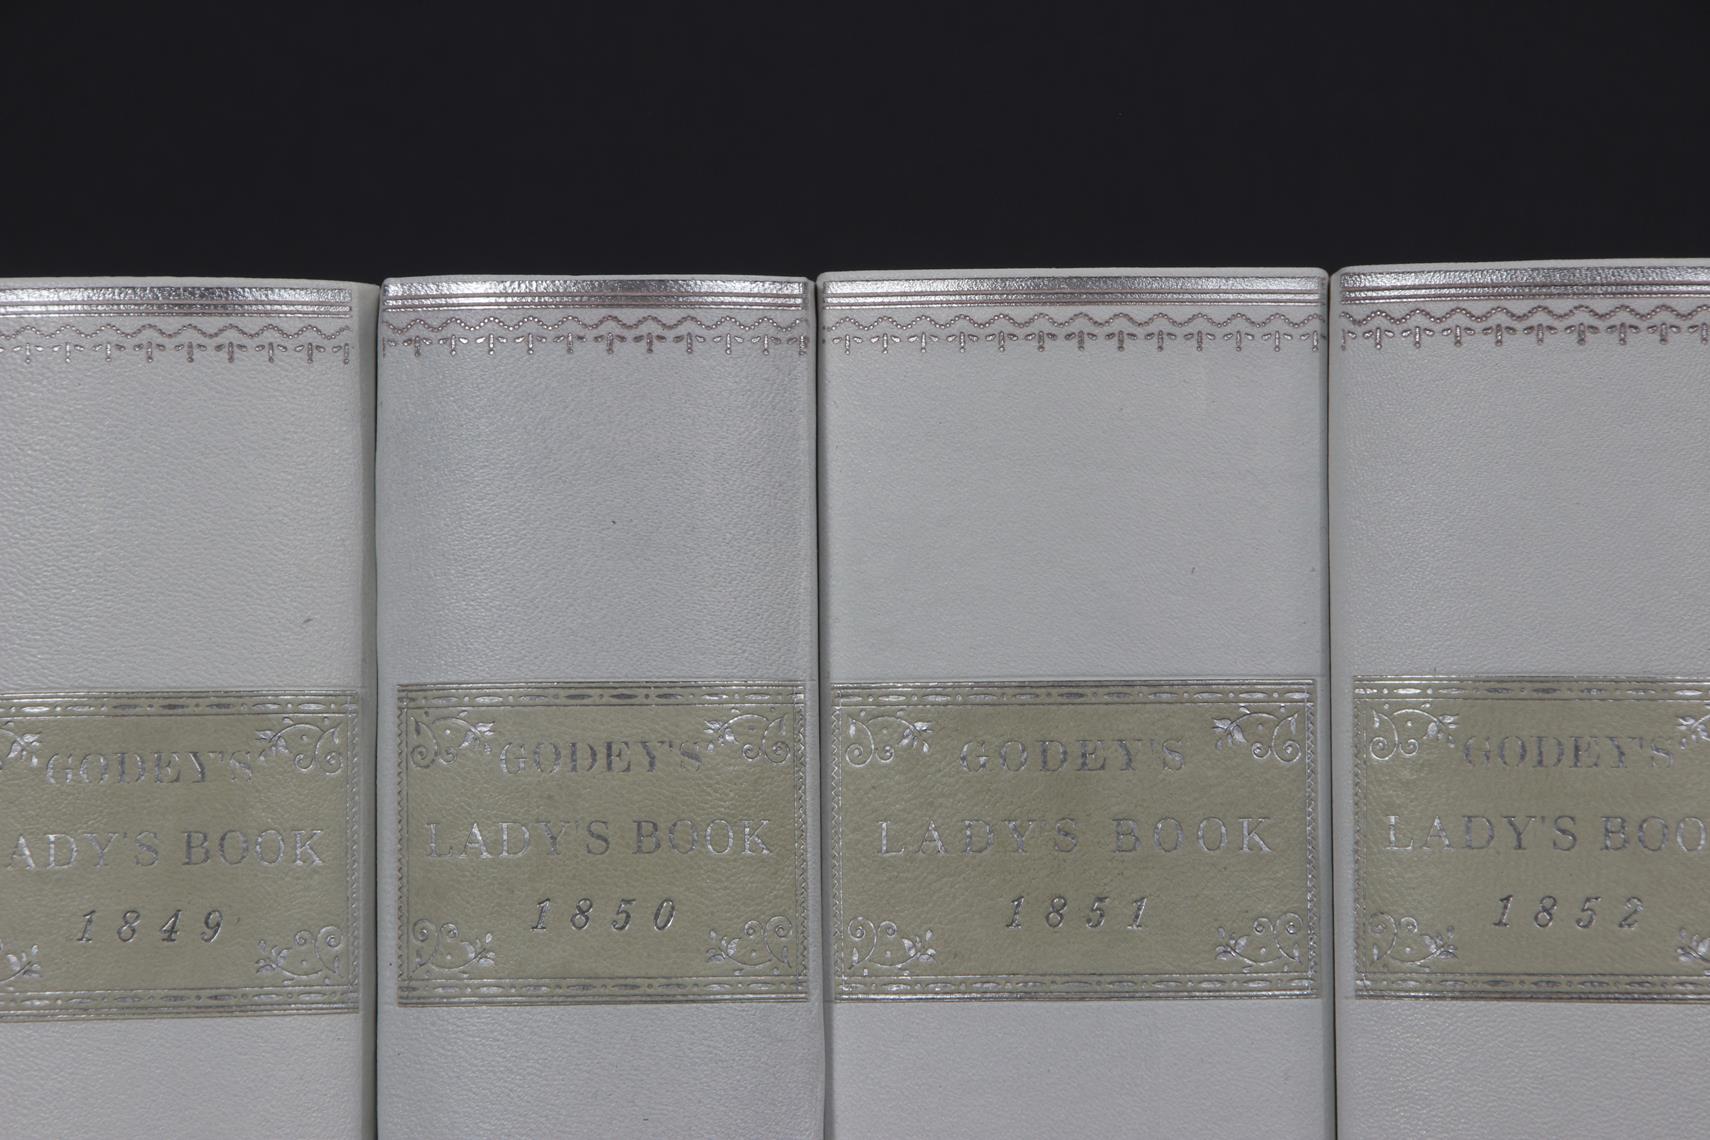 GODEY'S
ADY'S BOOK
1849
GODEY'S
LADY'S BOOK
1850
GODEY'S
LADY'S BOOK
1851
GODEY'S
LADY'S BOO
1852